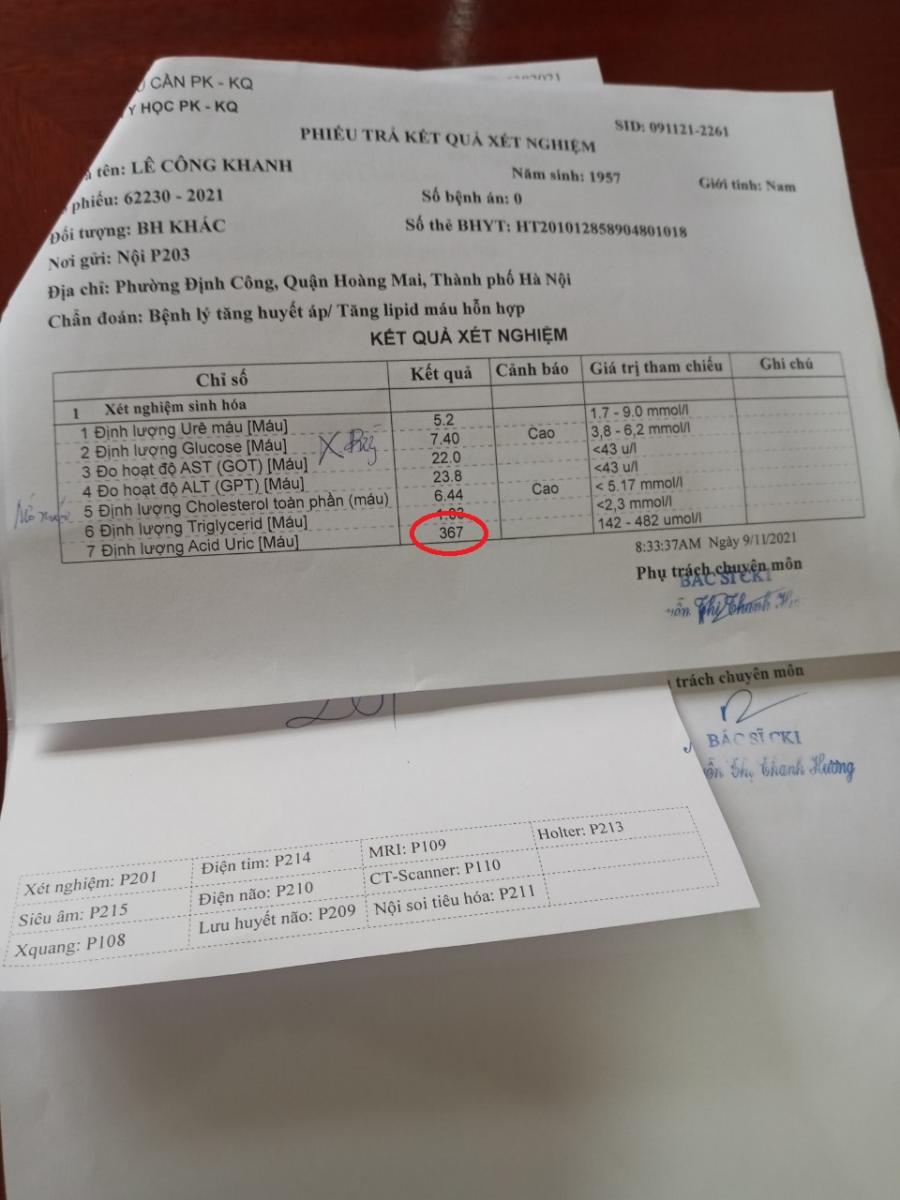 CẦN PK - KQ
Y HỌC PK - KQ
SID: 091121-2261
PHIẾU TRẢ KẾT QUẢ XÉT NGHIỆM
tên: LÊ CÔNG KHANH
Năm sinh: 1957
Giới tính: Nam
phiếu: 62230 - 2021
Số bệnh án: 0
Đối tượng: BH KHÁC
Số thẻ BHYT: HT201012858904801018
Nơi gửi: Nội P203
Địa chỉ: Phường Định Công, Quận Hoàng Mai, Thành phố Hà Nội
Chẩn đoán: Bệnh lý tăng huyết áp/ Tăng lipid máu hỗn hợp
KẾT QUẢ XÉT NGHIỆM
Chỉ số Kết quả Cảnh báo Giá trị tham chiếu Ghi chú
1 Xét nghiệm sinh hóa
1 Định lượng Urê máu [Máu] 5.2 1.7 - 9.0 mmol/l
2 Định lượng Glucose [Máu] 7.40 Cao 3,8 - 6,2 mmol/l
3 Đo hoạt độ AST (GOT) [Máu] 22.0 <43 u/l
4 Đo hoạt độ ALT (GPT) [Máu] 23.8 <43 u/l
5 Định lượng Cholesterol toàn phần (máu) 6.44 Cao < 5.17 mmol/l
6 Định lượng Triglycerid [Máu] <2,3 mmol/l
7 Định lượng Acid Uric [Máu] 367 142 - 482 umol/l
8:33:37AM Ngày 9/11/2021
Phụ trách chuyên môn
BÁC SĨ CKI
Thị Thanh
trách chuyên môn
BÁC SĨ CKI
Thị Thanh Hương
Xét nghiệm: P201 Điện tim: P214 MRI: P109 Holter: P213
Siêu âm: P215 Điện não: P210 CT-Scanner: P110
Xquang: P108 Lưu huyết não: P209 Nội soi tiêu hóa: P211